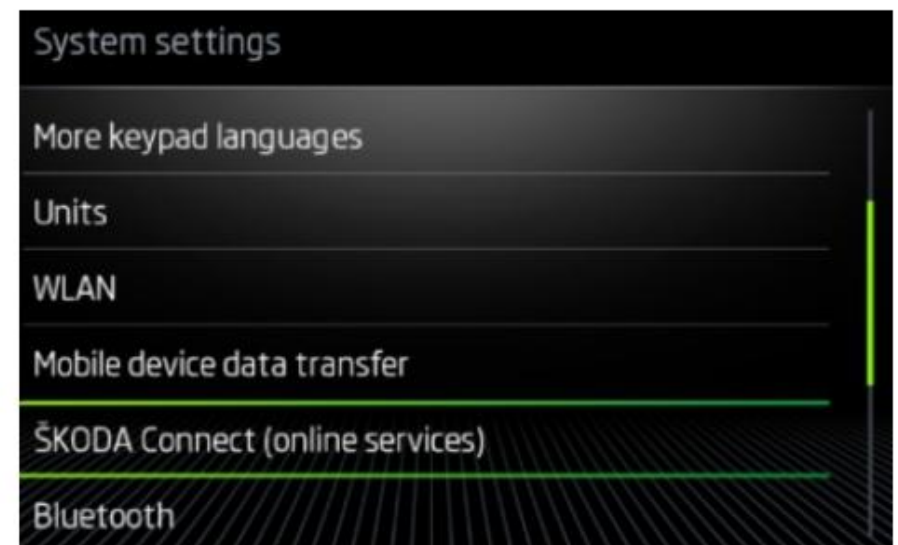 System settings
More keypad languages
Units
WLAN
Mobile device data transfer
ŠKODA Connect (online services)
Bluetooth